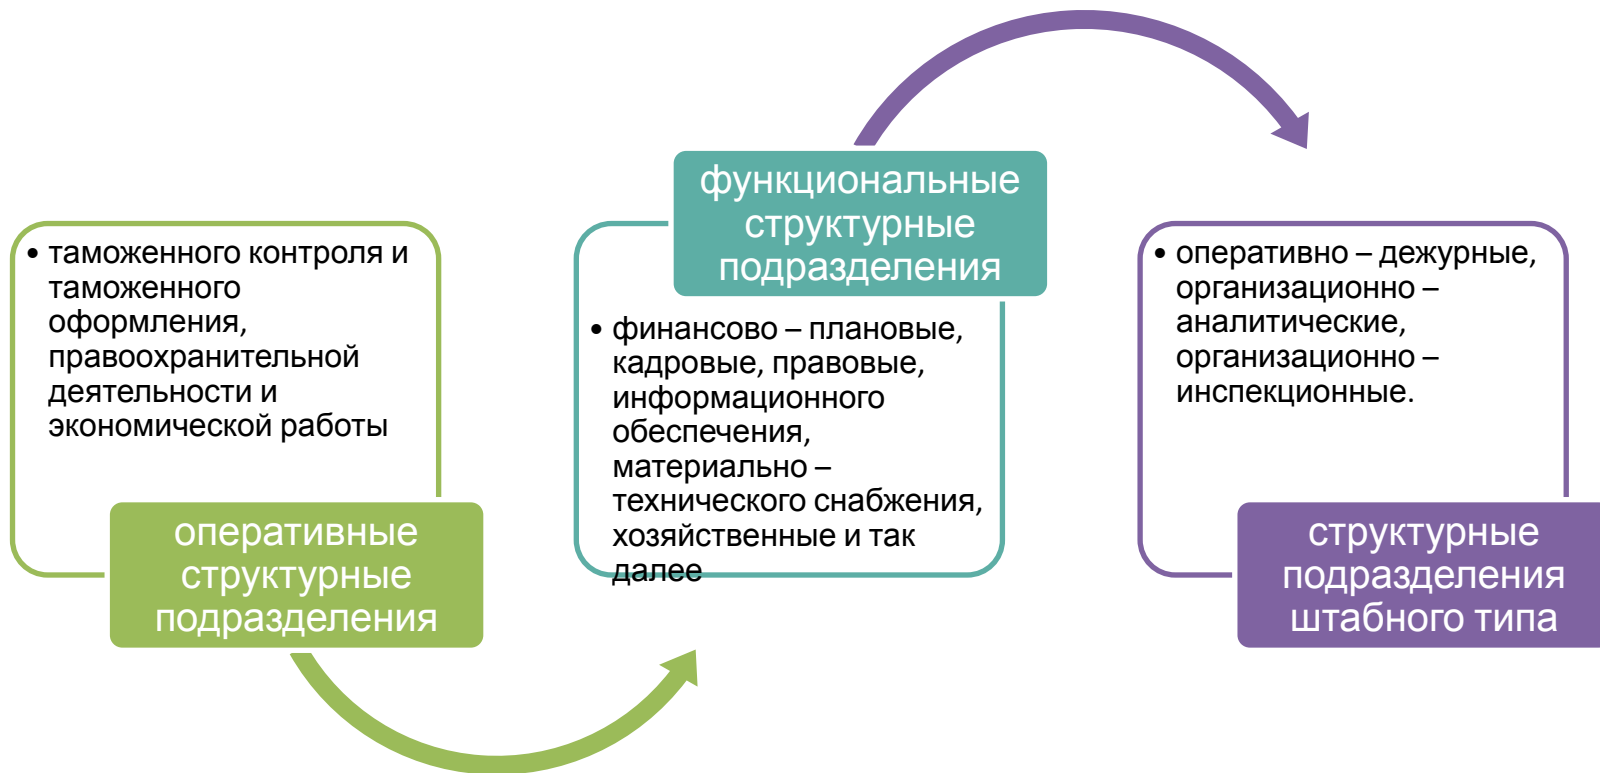 • таможенного контроля и
таможенного
оформления,
правоохранительной
деятельности и
экономической работы
оперативные
структурные
подразделения
функциональные
структурные
подразделения
• финансово – плановые,
кадровые, правовые,
информационного
обеспечения,
материально –
технического снабжения,
хозяйственные и так
далее
• оперативно – дежурные,
организационно –
аналитические,
организационно –
инспекционные.
структурные
подразделения
штабного типа